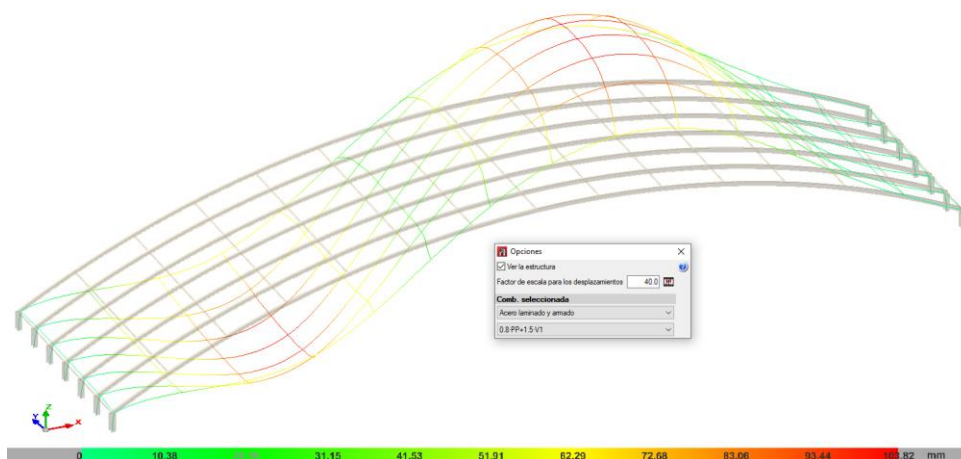 Opciones
Ver la estructura
Factor de escala para los desplazamientos 40.0
Comb. seleccionada
Acero laminado y armado
0.8·PP+1.5·V1
Z
Y X
0 10.38 31.15 41.53 51.91 62.29 72.68 83.06 93.44 103.82 mm